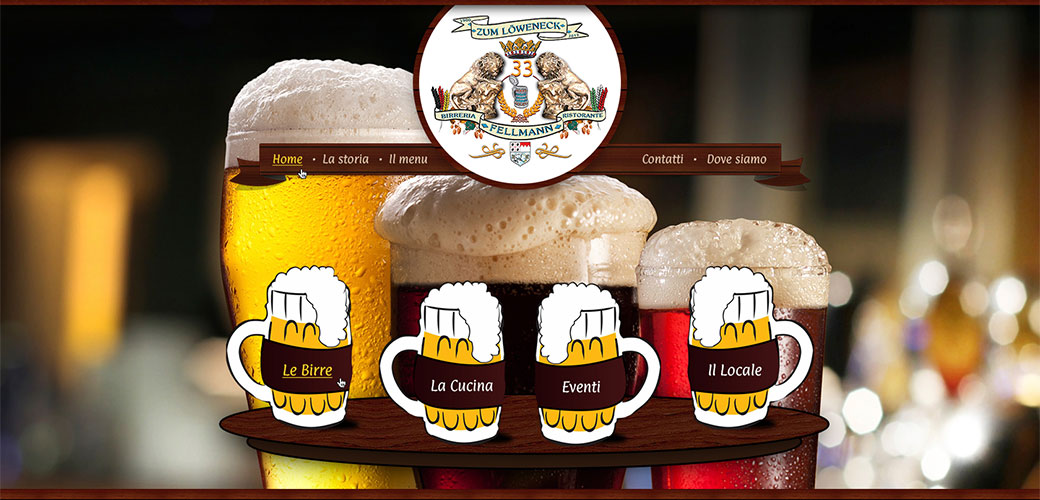 ZUM LÖWENECK
33
BIRRERIA RISTORANTE
FELLMANN
Home • La storia • Il menu Contatti • Dove siamo
Le Birre
La Cucina
Eventi
Il Locale